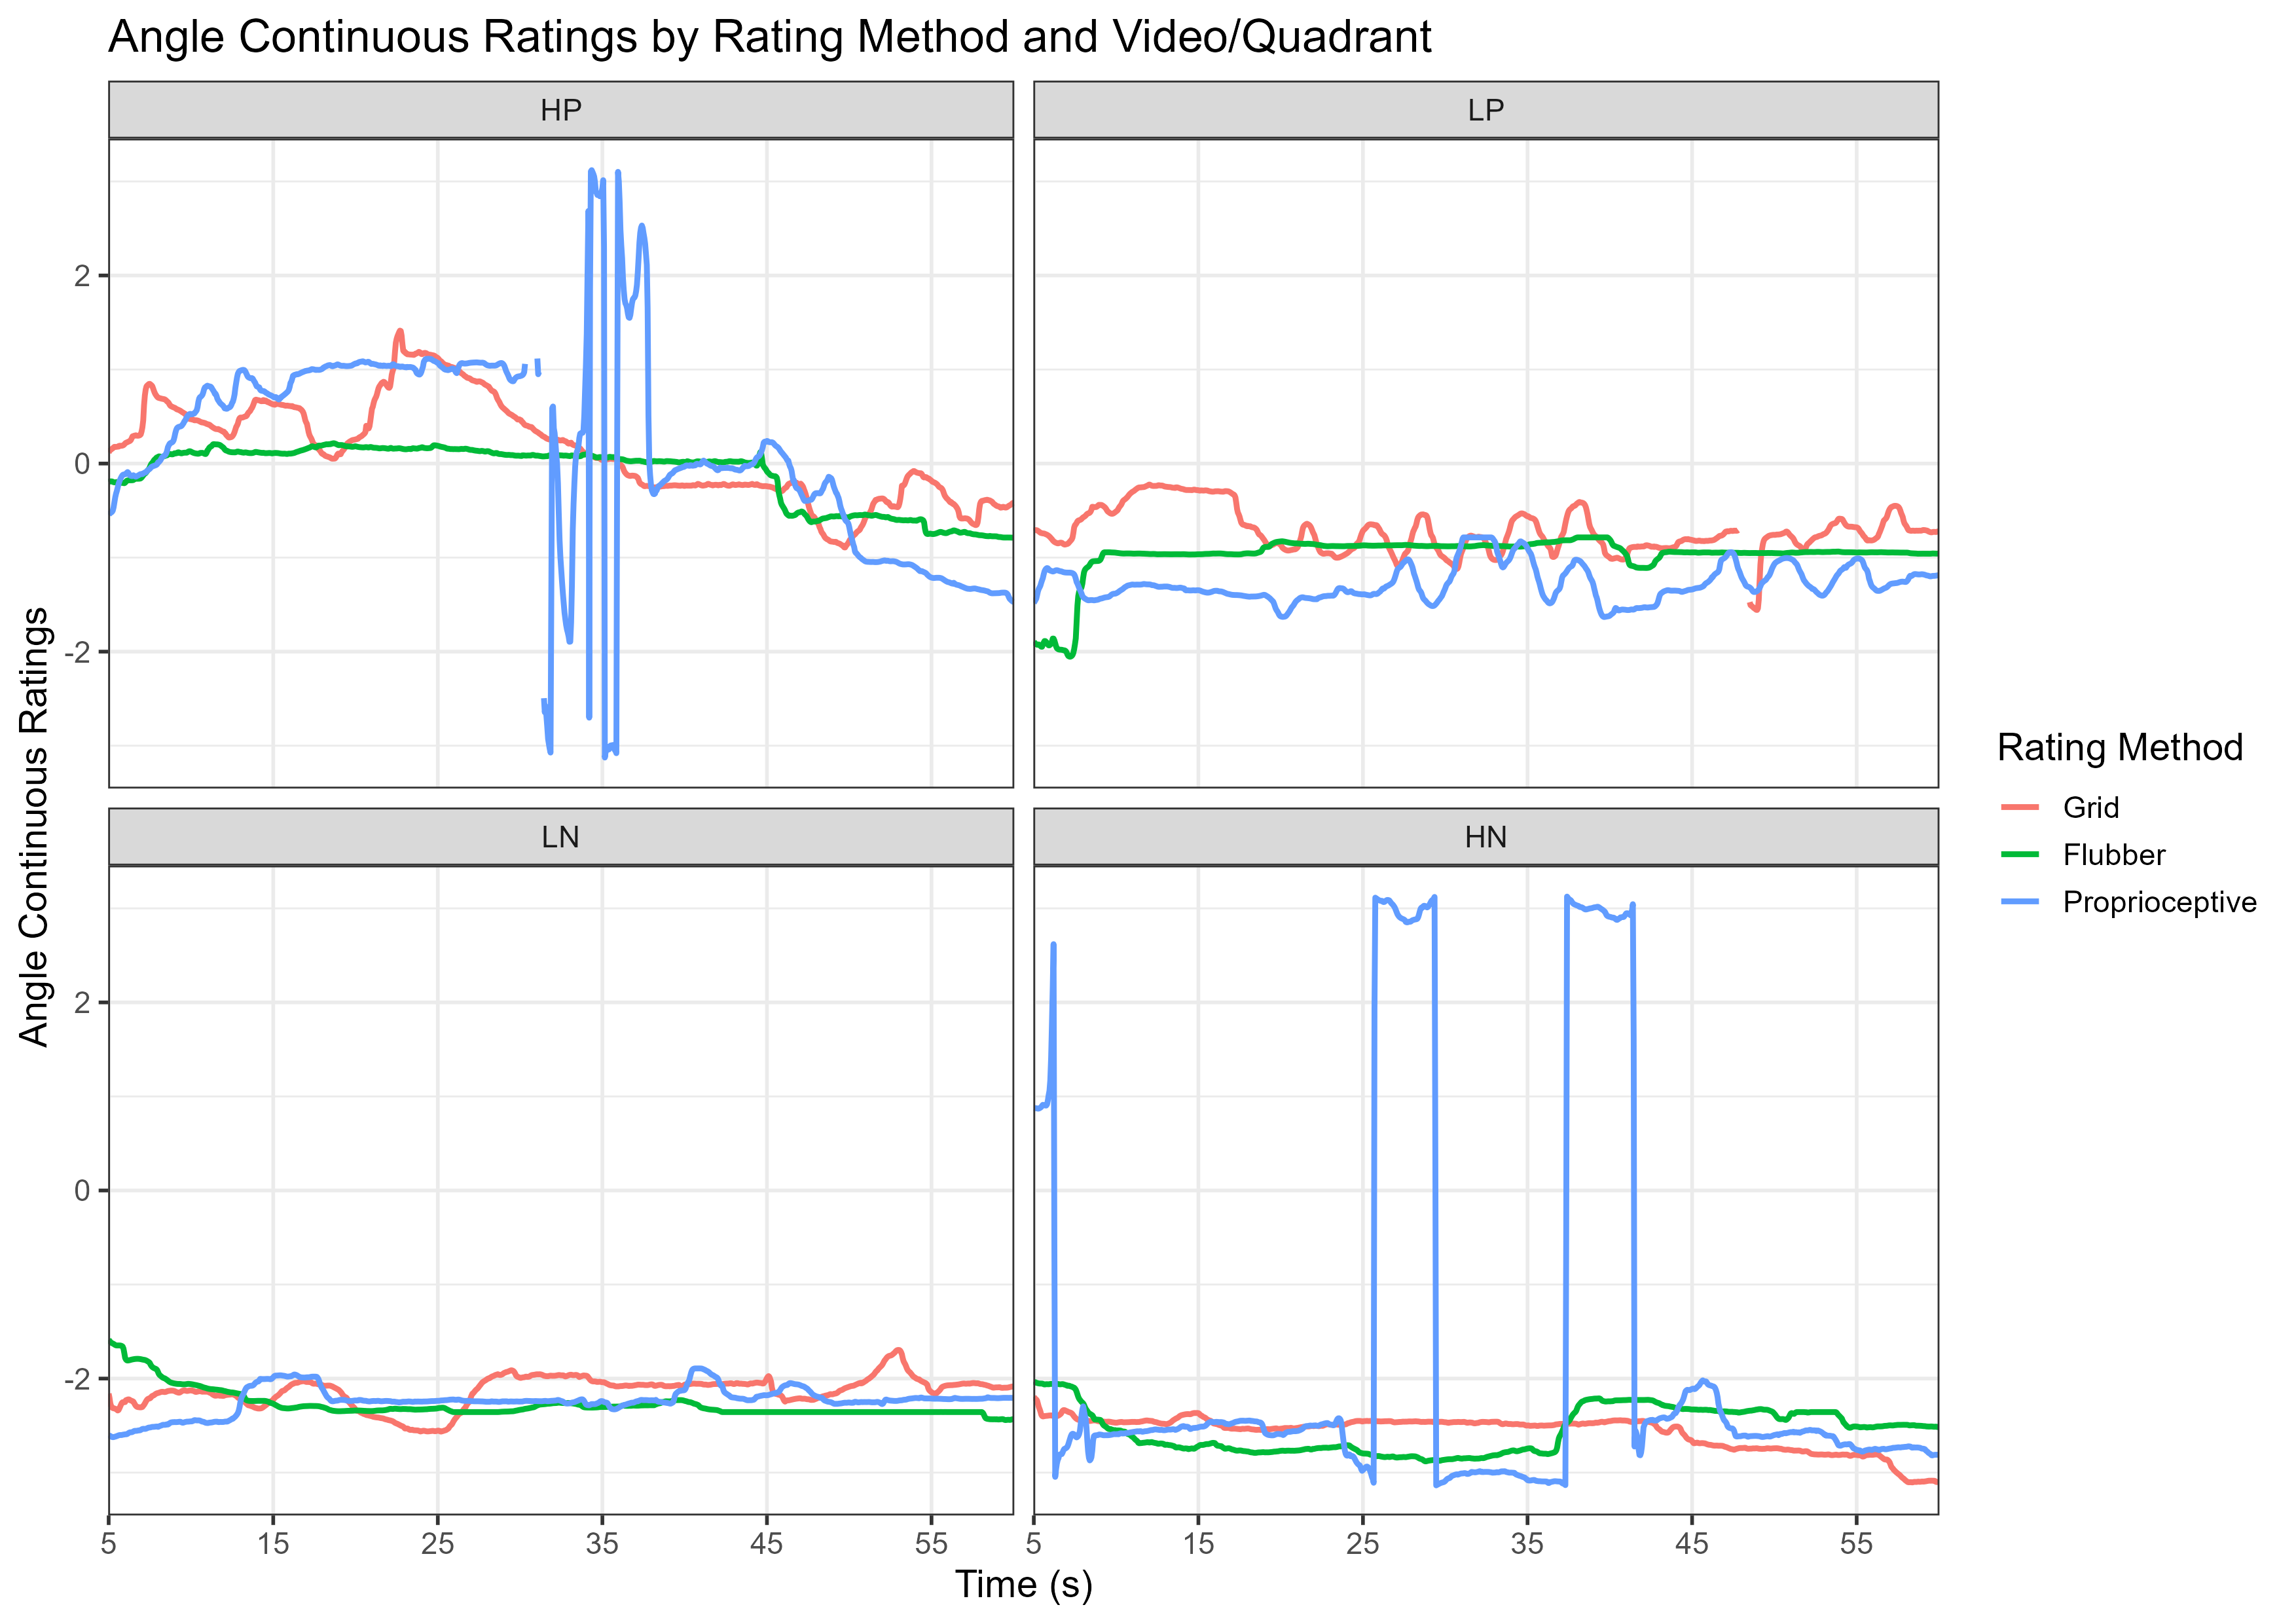 Angle Continuous Ratings by Rating Method and Video/Quadrant
HP
LP
2
0
-2
LN
HN
2
0
-2
5 15 25 35 45 55
5 15 25 35 45 55
Time (s)
Angle Continuous Ratings
Rating Method
Grid
Flubber
Proprioceptive